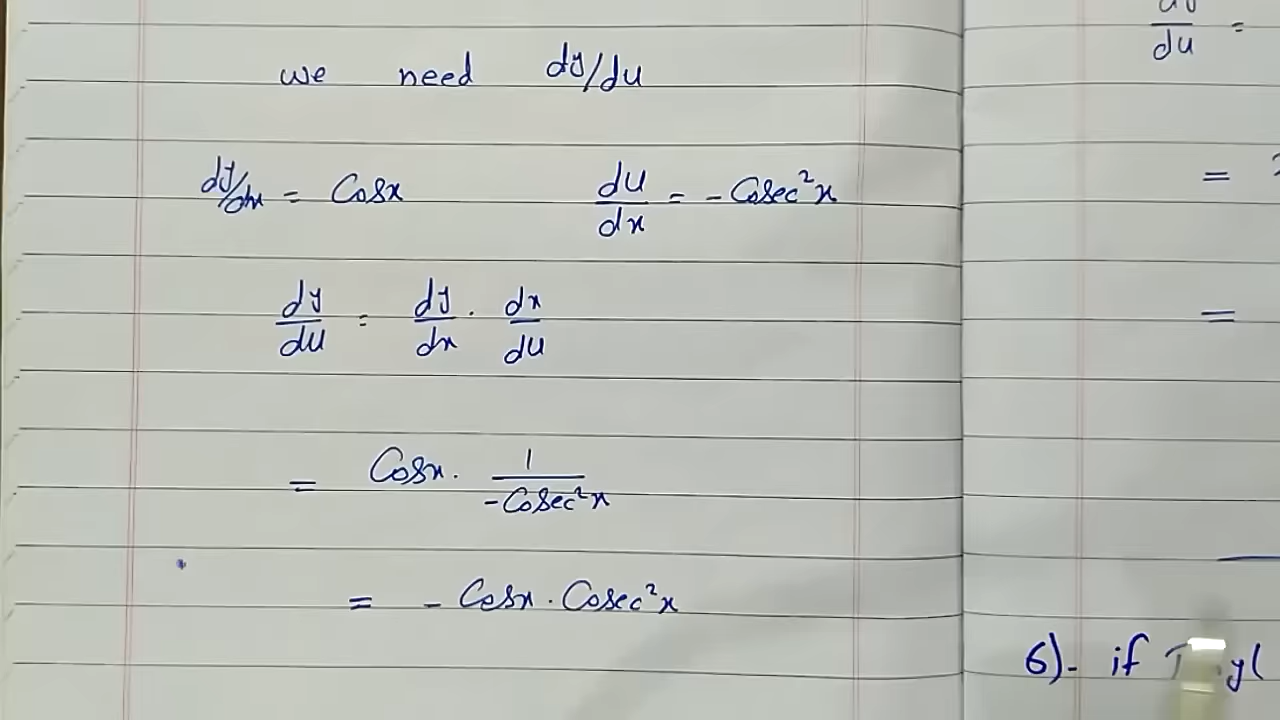 we need dy/du
dy/dx = Cosx du/dx = -Cosec²x
dy/du = dy/dx . dx/du
= Cosx . 1/-Cosec²x
= - Cosx . Cosec²x
du =
=
=
6)- if y(